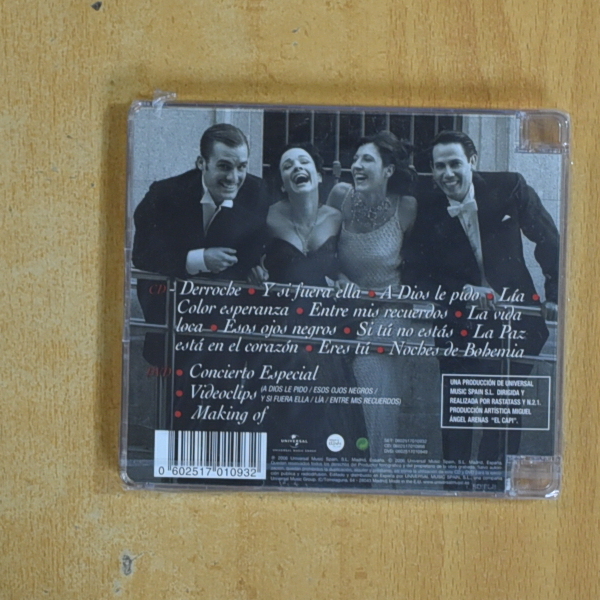 CD • Derroche • Y si fuera ella • A Dios le pido • Lía •
Color esperanza • Entre mis recuerdos • La vida
loca • Esos ojos negros • Si tú no estás • La Paz
está en el corazón • Eres tú • Noches de Bohemia
DVD • Concierto Especial
• Videoclips (A DIOS LE PIDO / ESOS OJOS NEGROS /
Y SI FUERA ELLA / LÍA / ENTRE MIS RECUERDOS)
• Making of
UNA PRODUCCIÓN DE UNIVERSAL
MUSIC SPAIN S.L. DIRIGIDA Y
REALIZADA POR RASTATASS Y N.2.1.
PRODUCCIÓN ARTÍSTICA MIGUEL
ÁNGEL ARENAS "EL CAPI".
0 602517 010932
UNIVERSAL